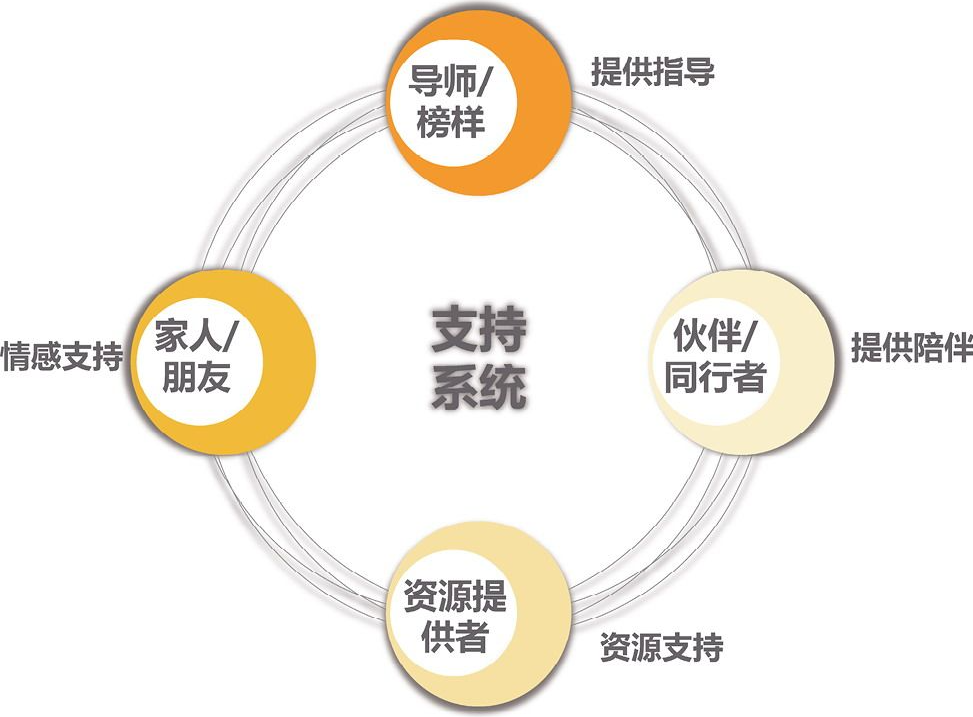 导师/
榜样
提供指导
家人/
朋友
情感支持
支持
系统
伙伴/
同行者
提供陪伴
资源提
供者
资源支持